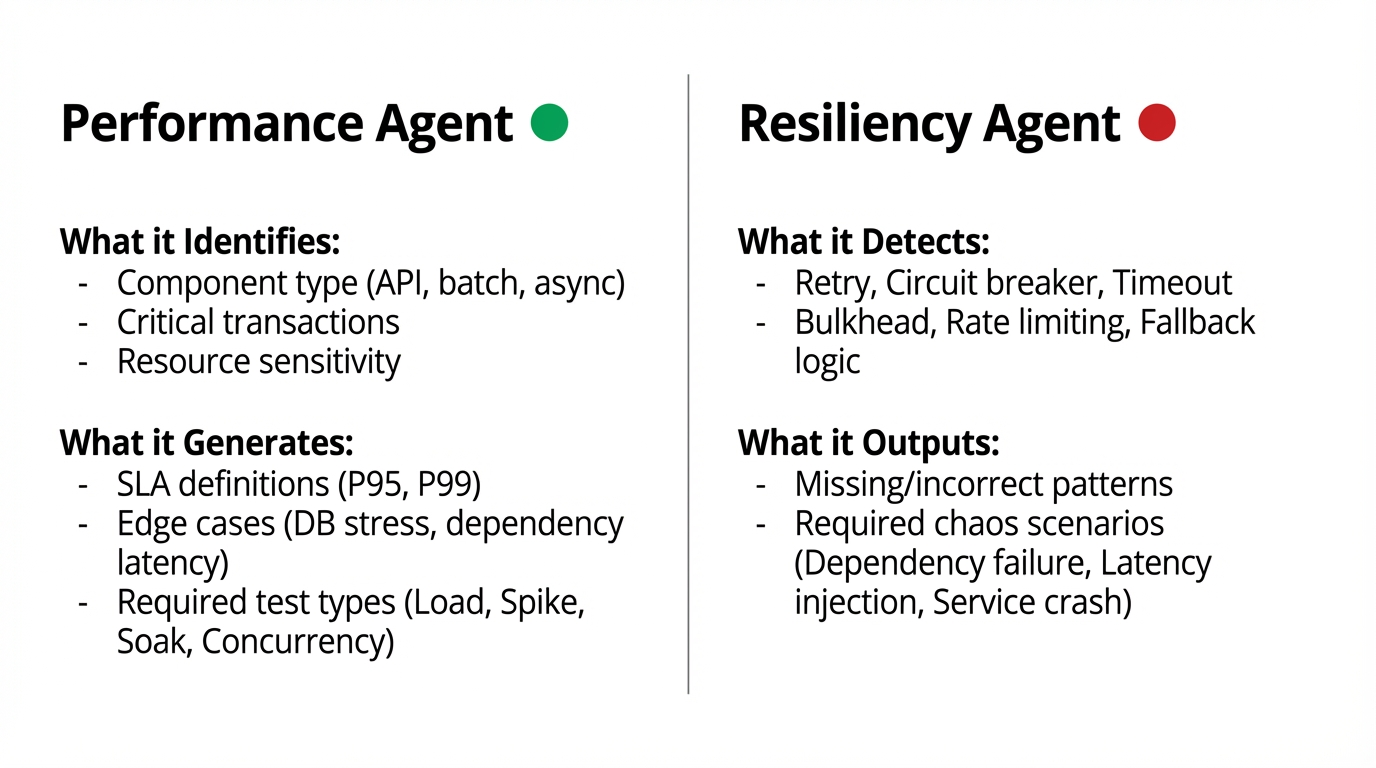 Performance Agent
What it Identifies:
- Component type (API, batch, async)
- Critical transactions
- Resource sensitivity
What it Generates:
- SLA definitions (P95, P99)
- Edge cases (DB stress, dependency
latency)
- Required test types (Load, Spike,
Soak, Concurrency)
Resiliency Agent
What it Detects:
- Retry, Circuit breaker, Timeout
- Bulkhead, Rate limiting, Fallback
logic
What it Outputs:
- Missing/incorrect patterns
- Required chaos scenarios
(Dependency failure, Latency
injection, Service crash)